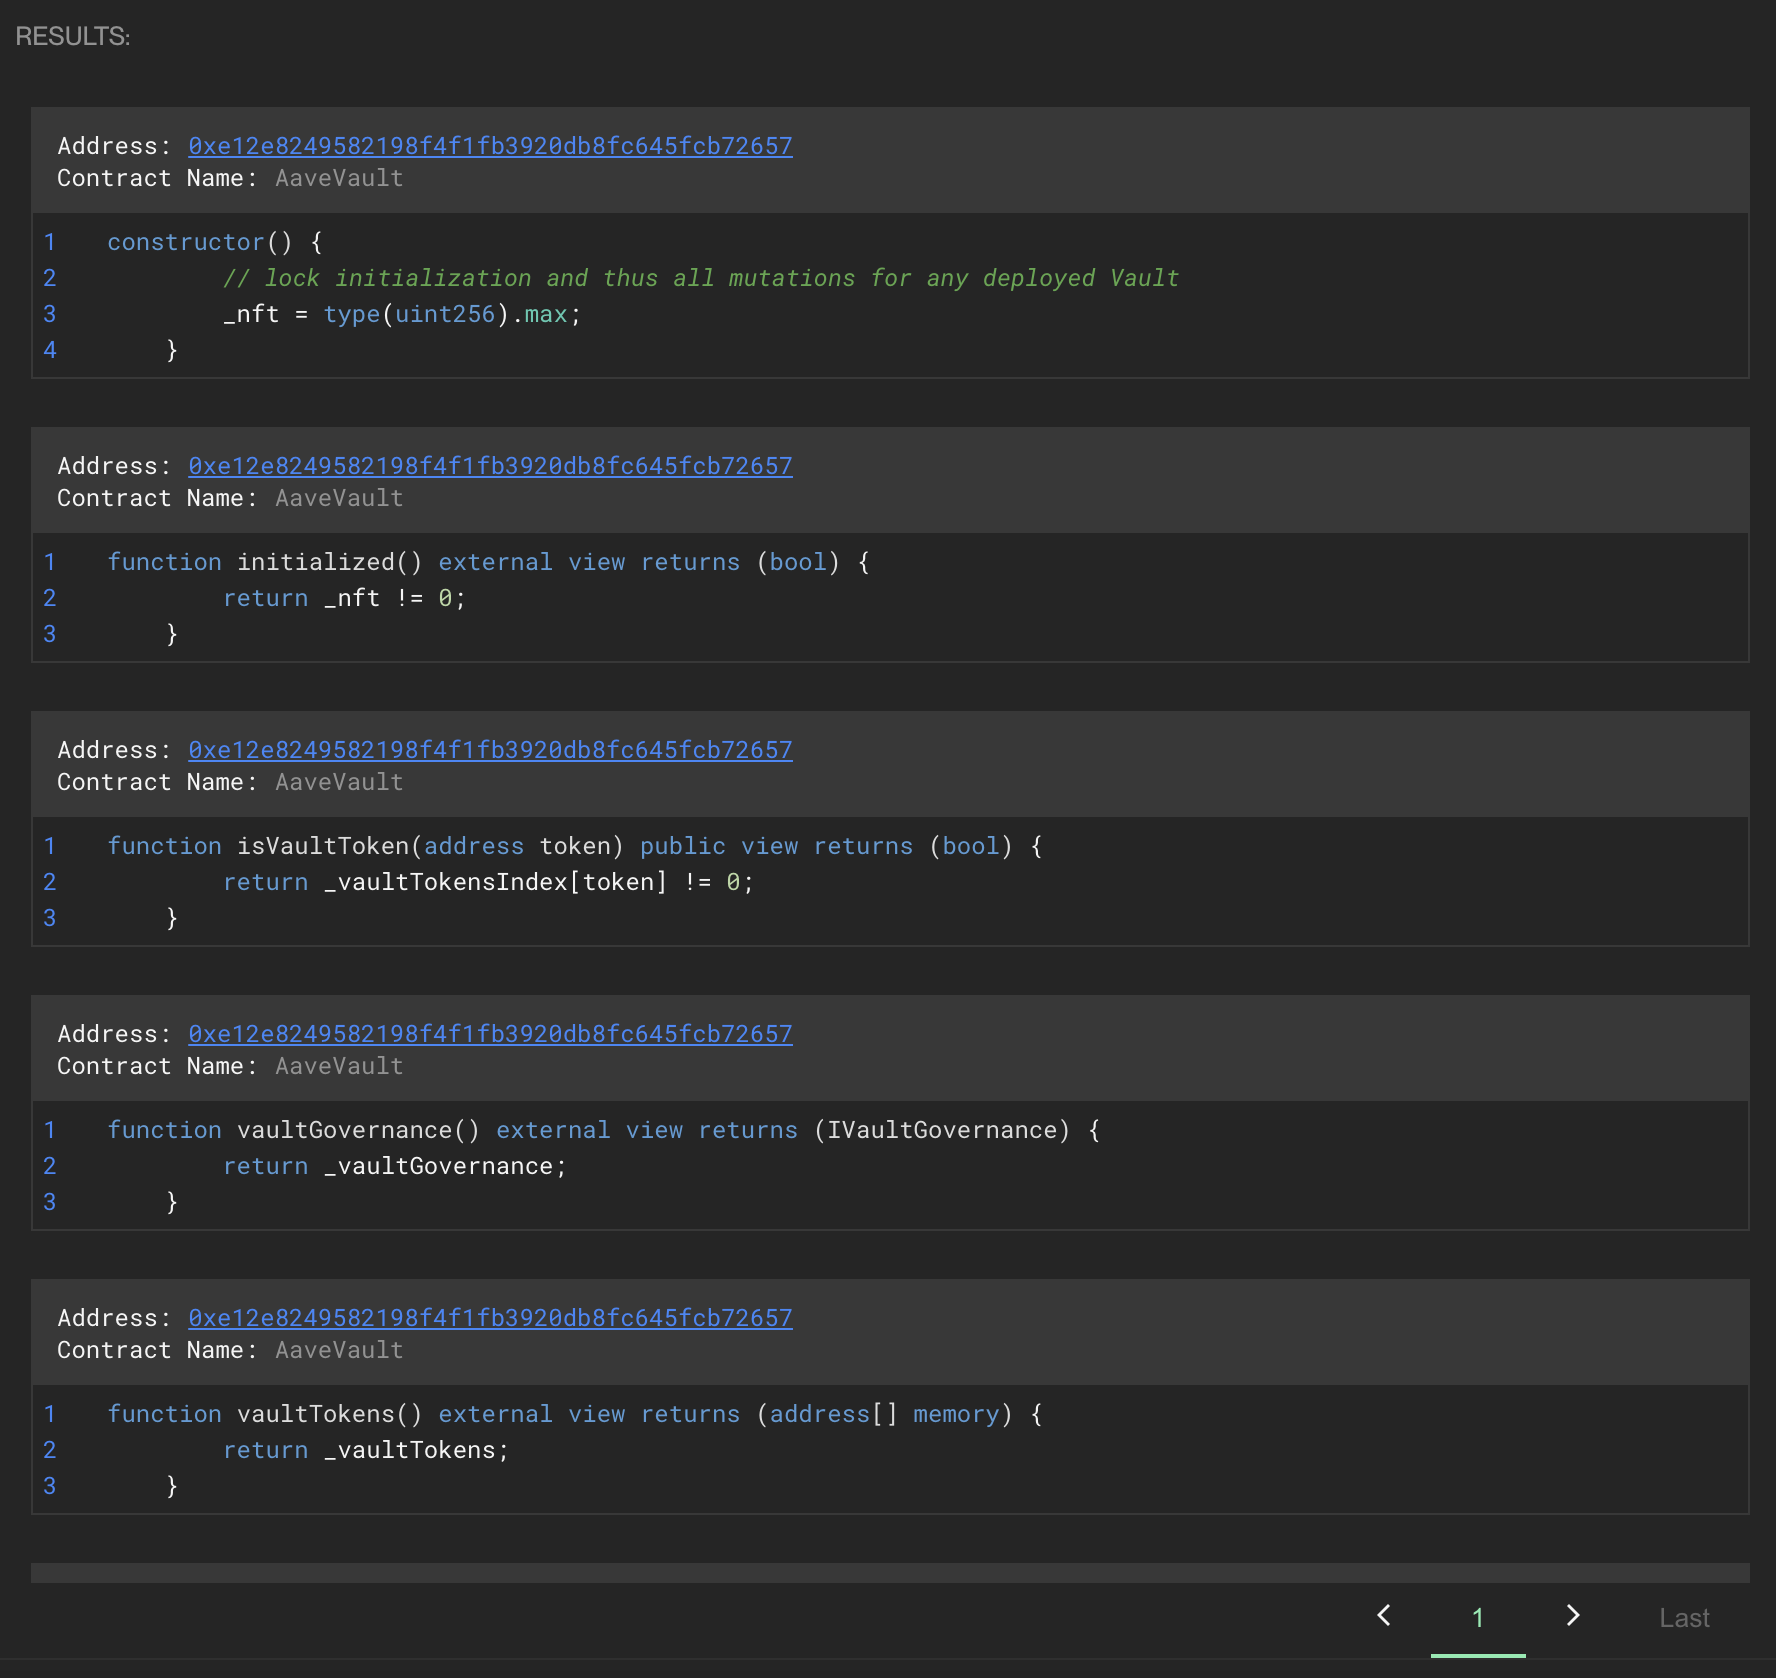 RESULTS:
Address: 0xe12e8249582198f4f1fb3920db8fc645fcb72657
Contract Name: AaveVault
1 constructor() {
2 // lock initialization and thus all mutations for any deployed Vault
3 _nft = type(uint256).max;
4 }
Address: 0xe12e8249582198f4f1fb3920db8fc645fcb72657
Contract Name: AaveVault
1 function initialized() external view returns (bool) {
2 return _nft != 0;
3 }
Address: 0xe12e8249582198f4f1fb3920db8fc645fcb72657
Contract Name: AaveVault
1 function isVaultToken(address token) public view returns (bool) {
2 return _vaultTokensIndex[token] != 0;
3 }
Address: 0xe12e8249582198f4f1fb3920db8fc645fcb72657
Contract Name: AaveVault
1 function vaultGovernance() external view returns (IVaultGovernance) {
2 return _vaultGovernance;
3 }
Address: 0xe12e8249582198f4f1fb3920db8fc645fcb72657
Contract Name: AaveVault
1 function vaultTokens() external view returns (address[] memory) {
2 return _vaultTokens;
3 }
1 Last